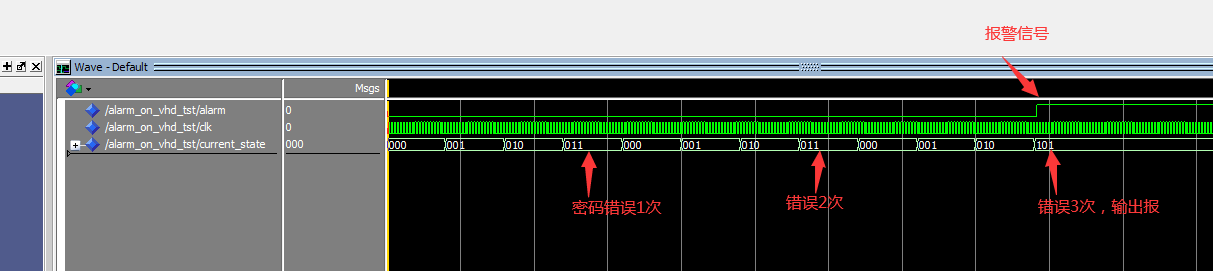 报警信号
Wave - Default
Msgs
/alarm_on_vhd_tst/alarm 0
/alarm_on_vhd_tst/clk 0
/alarm_on_vhd_tst/current_state 000 000 001 010 011 000 001 010 011 000 001 010 101
密码错误1次 错误2次 错误3次，输出报